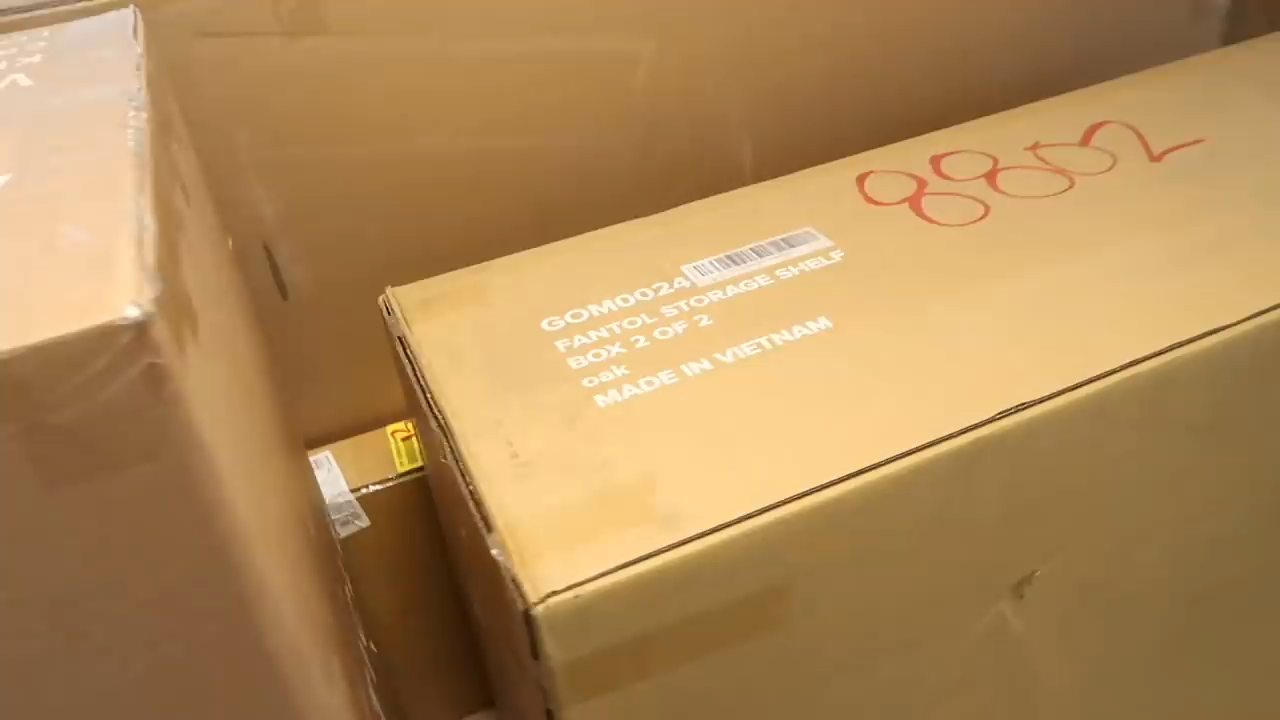 8802
GOM0024
FANTOL STORAGE SHELF
BOX 2 OF 2
oak
MADE IN VIETNAM